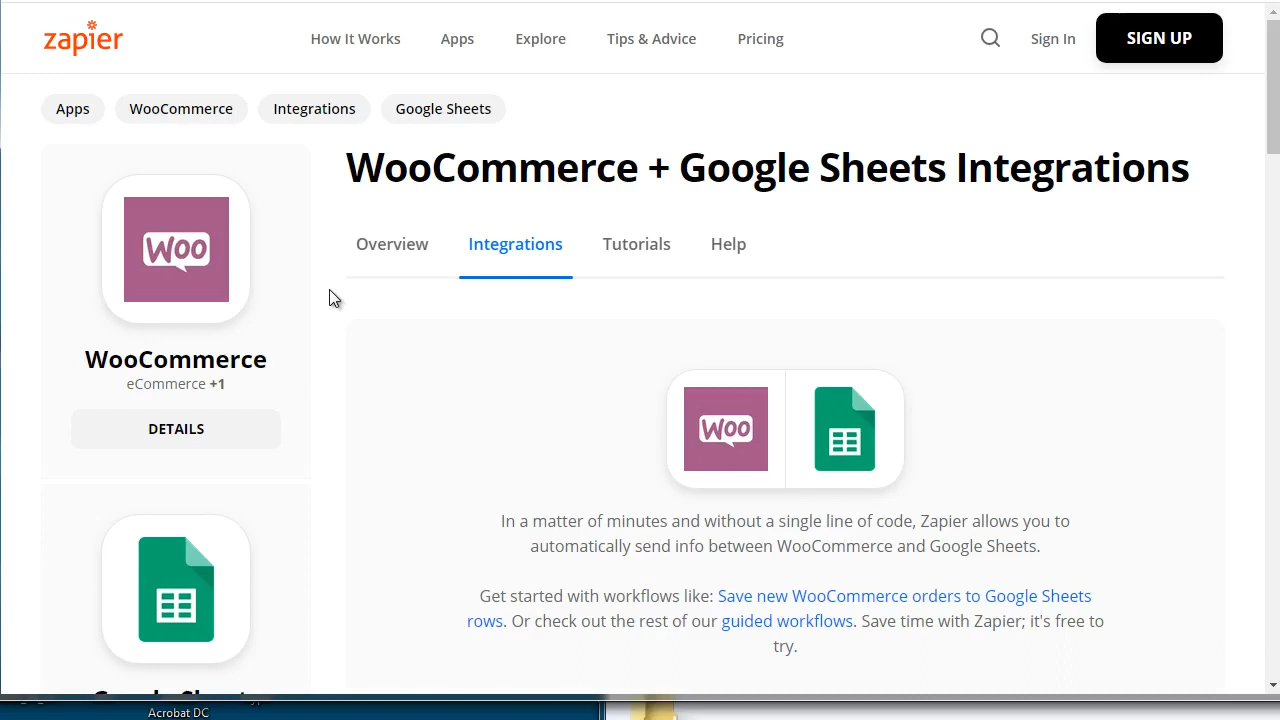 zapier
How It Works
Apps
Explore
Tips & Advice
Pricing
Sign In
SIGN UP
Apps
WooCommerce
Integrations
Google Sheets
WooCommerce + Google Sheets Integrations
Overview
Integrations
Tutorials
Help
Woo
WooCommerce
eCommerce +1
DETAILS
Woo
In a matter of minutes and without a single line of code, Zapier allows you to
automatically send info between WooCommerce and Google Sheets.
Get started with workflows like: Save new WooCommerce orders to Google Sheets
rows. Or check out the rest of our guided workflows. Save time with Zapier; it's free to
try.
Google Sheets
Acrobat DC